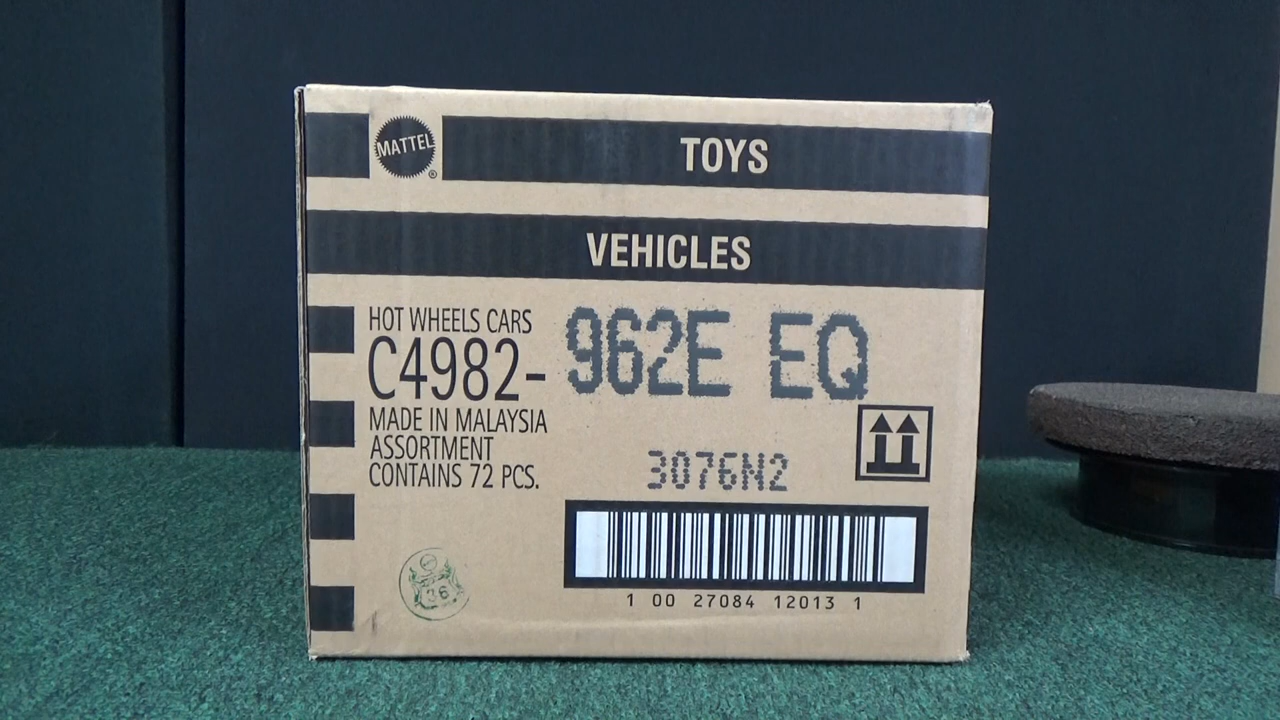 MATTEL
®
TOYS
VEHICLES
HOT WHEELS CARS
C4982- 962E EQ
MADE IN MALAYSIA
ASSORTMENT
CONTAINS 72 PCS.
3076N2
1 00 27084 12013 1
36